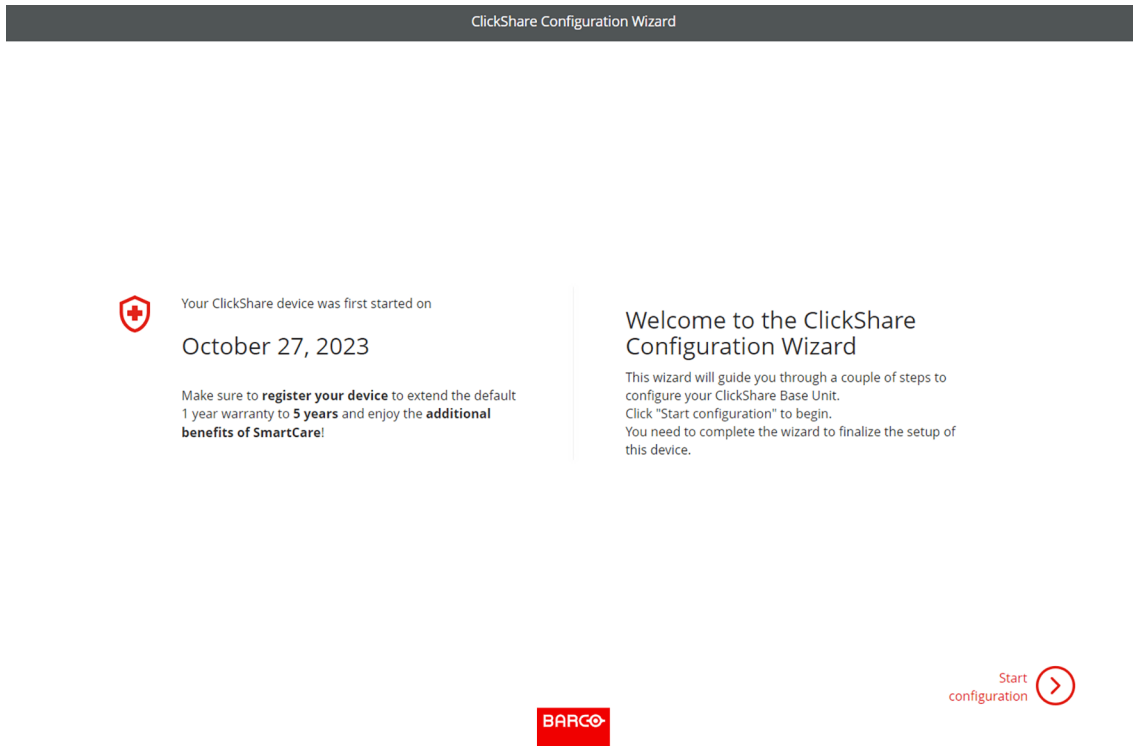 ClickShare Configuration Wizard
Your ClickShare device was first started on
October 27, 2023
Make sure to register your device to extend the default
1 year warranty to 5 years and enjoy the additional
benefits of SmartCare!
Welcome to the ClickShare
Configuration Wizard
This wizard will guide you through a couple of steps to
configure your ClickShare Base Unit.
Click "Start configuration" to begin.
You need to complete the wizard to finalize the setup of
this device.
Start
configuration
BARCO